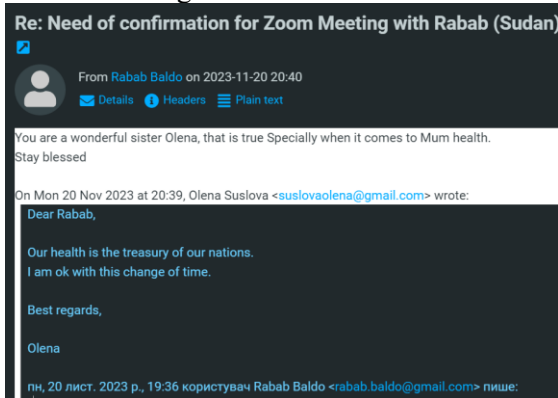 Re: Need of confirmation for Zoom Meeting with Rabab (Sudan)
From Rabab Baldo on 2023-11-20 20:40
Details Headers Plain text
You are a wonderful sister Olena, that is true Specially when it comes to Mum health.
Stay blessed
On Mon 20 Nov 2023 at 20:39, Olena Suslova <suslovaolena@gmail.com> wrote:
Dear Rabab,
Our health is the treasury of our nations.
I am ok with this change of time.
Best regards,
Olena
пн, 20 лист. 2023 р., 19:36 користувач Rabab Baldo <rabab.baldo@gmail.com> пише: